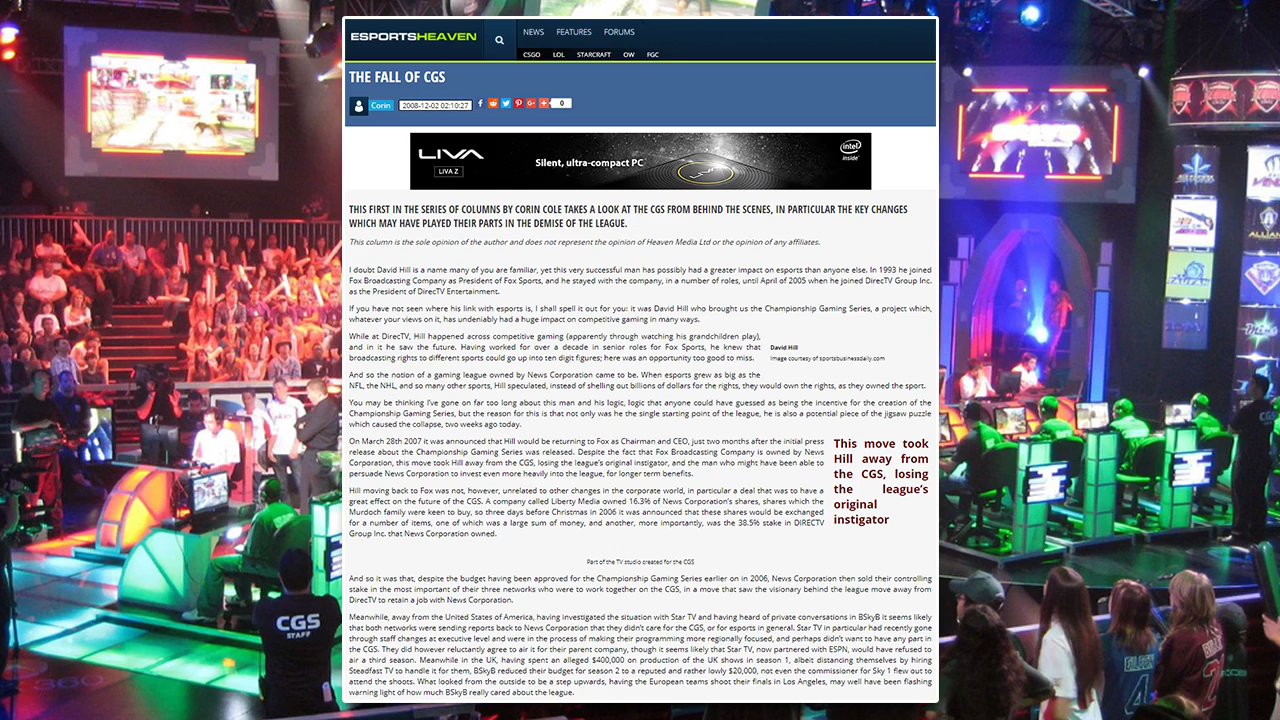 ESPORTSHEAVEN
NEWS FEATURES FORUMS
CSGO LOL STARCRAFT OW FGC
THE FALL OF CGS
Corin 2008-12-02 02:10:27 0
LIVA
LIVA Z
Silent, ultra-compact PC
intel inside
THIS FIRST IN THE SERIES OF COLUMNS BY CORIN COLE TAKES A LOOK AT THE CGS FROM BEHIND THE SCENES, IN PARTICULAR THE KEY CHANGES
WHICH MAY HAVE PLAYED THEIR PARTS IN THE DEMISE OF THE LEAGUE.
This column is the sole opinion of the author and does not represent the opinion of Heaven Media Ltd or the opinion of any affiliates.
I doubt David Hill is a name many of you are familiar, yet this very successful man has possibly had a greater impact on esports than anyone else. In 1993 he joined
Fox Broadcasting Company as President of Fox Sports, and he stayed with the company, in a number of roles, until April of 2005 when he joined DirecTV Group Inc.
as the President of DirecTV Entertainment.
If you have not seen where his link with esports is, I shall spell it out for you: it was David Hill who brought us the Championship Gaming Series, a project which,
whatever your views on it, has undeniably had a huge impact on competitive gaming in many ways.
While at DirecTV, Hill happened across competitive gaming (apparently through watching his grandchildren play),
and in it he saw the future. Having worked for over a decade in senior roles for Fox Sports, he knew that
broadcasting rights to different sports could go up into ten digit figures; here was an opportunity too good to miss.
David Hill
Image courtesy of sportsbusinessdaily.com
And so the notion of a gaming league owned by News Corporation came to be. When esports grew as big as the
NFL, the NHL, and so many other sports, Hill speculated, instead of shelling out billions of dollars for the rights, they would own the rights, as they owned the sport.
You may be thinking I've gone on far too long about this man and his logic, logic that anyone could have guessed as being the incentive for the creation of the
Championship Gaming Series, but the reason for this is that not only was he the single starting point of the league, he is also a potential piece of the jigsaw puzzle
which caused the collapse, two weeks ago today.
On March 28th 2007 it was announced that Hill would be returning to Fox as Chairman and CEO, just two months after the initial press
release about the Championship Gaming Series was released. Despite the fact that Fox Broadcasting Company is owned by News
Corporation, this move took Hill away from the CGS, losing the league's original instigator, and the man who might have been able to
persuade News Corporation to invest even more heavily into the league, for longer term benefits.
This move took
Hill away from
the CGS, losing
the league's
original
instigator
Hill moving back to Fox was not, however, unrelated to other changes in the corporate world, in particular a deal that was to have a
great effect on the future of the CGS. A company called Liberty Media owned 16.3% of News Corporation's shares, shares which the
Murdoch family were keen to buy, so three days before Christmas in 2006 it was announced that these shares would be exchanged
for a number of items, one of which was a large sum of money, and another, more importantly, was the 38.5% stake in DIRECTV
Group Inc. that News Corporation owned.
Part of the TV studio created for the CGS
And so it was that, despite the budget having been approved for the Championship Gaming Series earlier on in 2006, News Corporation then sold their controlling
stake in the most important of their three networks who were to work together on the CGS, in a move that saw the visionary behind the league move away from
DirecTV to retain a job with News Corporation.
Meanwhile, away from the United States of America, having investigated the situation with Star TV and having heard of private conversations in BSkyB it seems likely
that both networks were sending reports back to News Corporation that they didn't care for the CGS, or for esports in general. Star TV in particular had recently gone
through staff changes at executive level and were in the process of making their programming more regionally focused, and perhaps didn't want to have any part in
the CGS. They did however reluctantly agree to air it for their parent company, though it seems likely that Star TV, now partnered with ESPN, would have refused to
air a third season. Meanwhile in the UK, having spent an alleged $400,000 on production of the UK shows in season 1, albeit distancing themselves by hiring
Steadfast TV to handle it for them, BSkyB reduced their budget for season 2 to a reputed and rather lowly $20,000, not even the commissioner for Sky 1 flew out to
attend the shoots. What looked from the outside to be a step upwards, having the European teams shoot their finals in Los Angeles, may well have been flashing
warning light of how much BSkyB really cared about the league.
CGS
STAFF